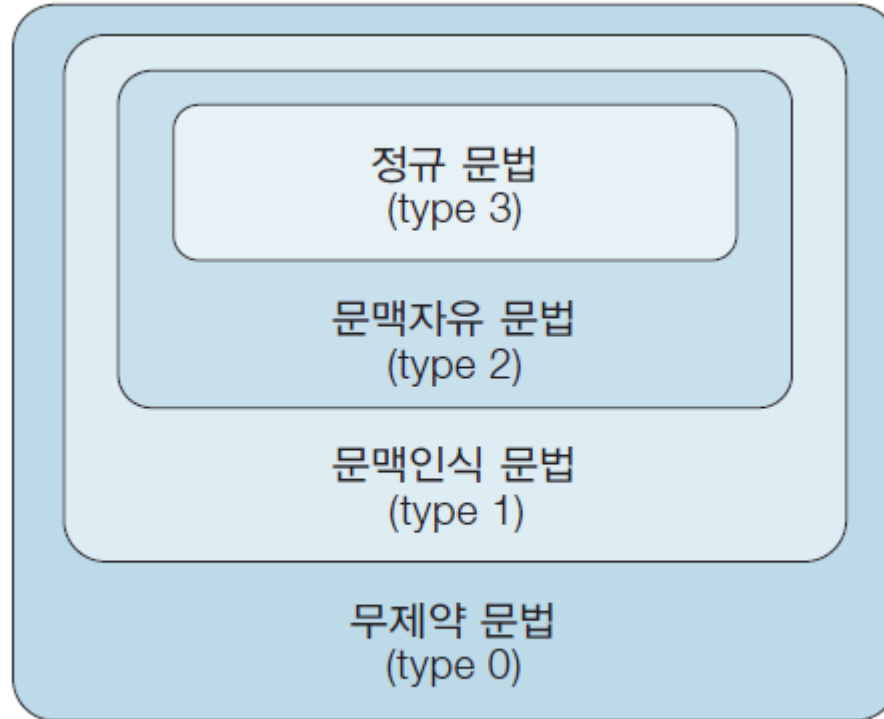 정규 문법
(type 3)
문맥자유 문법
(type 2)
문맥인식 문법
(type 1)
무제약 문법
(type 0)